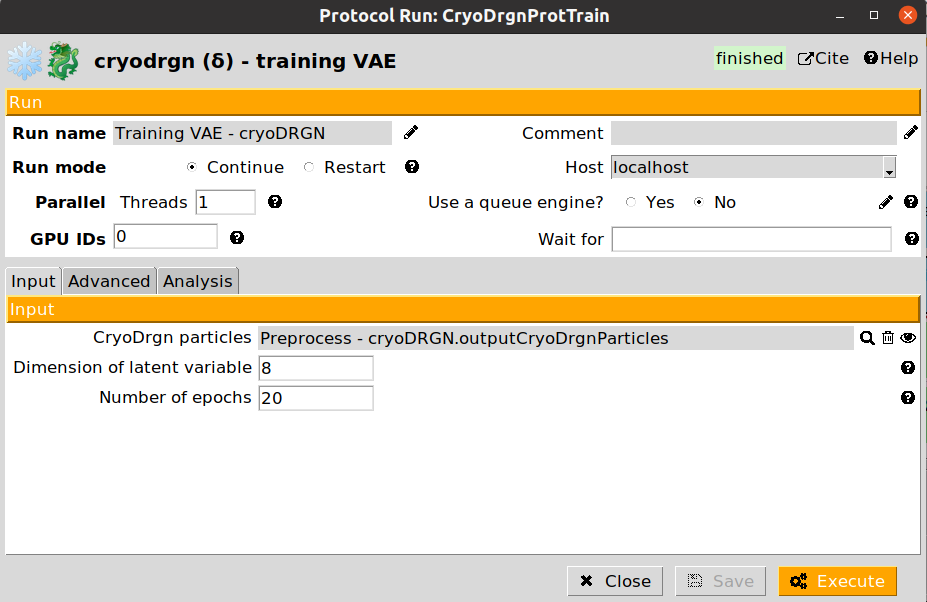 Protocol Run: CryoDrgnProtTrain
cryodrgn (δ) - training VAE finished Cite Help
Run
Run name Training VAE - cryoDRGN Comment
Run mode Continue Restart Host localhost
Parallel Threads 1 Use a queue engine? Yes No
GPU IDs 0 Wait for
Input Advanced Analysis
Input
CryoDrgn particles Preprocess - cryoDRGN.outputCryoDrgnParticles
Dimension of latent variable 8
Number of epochs 20
Close Save Execute